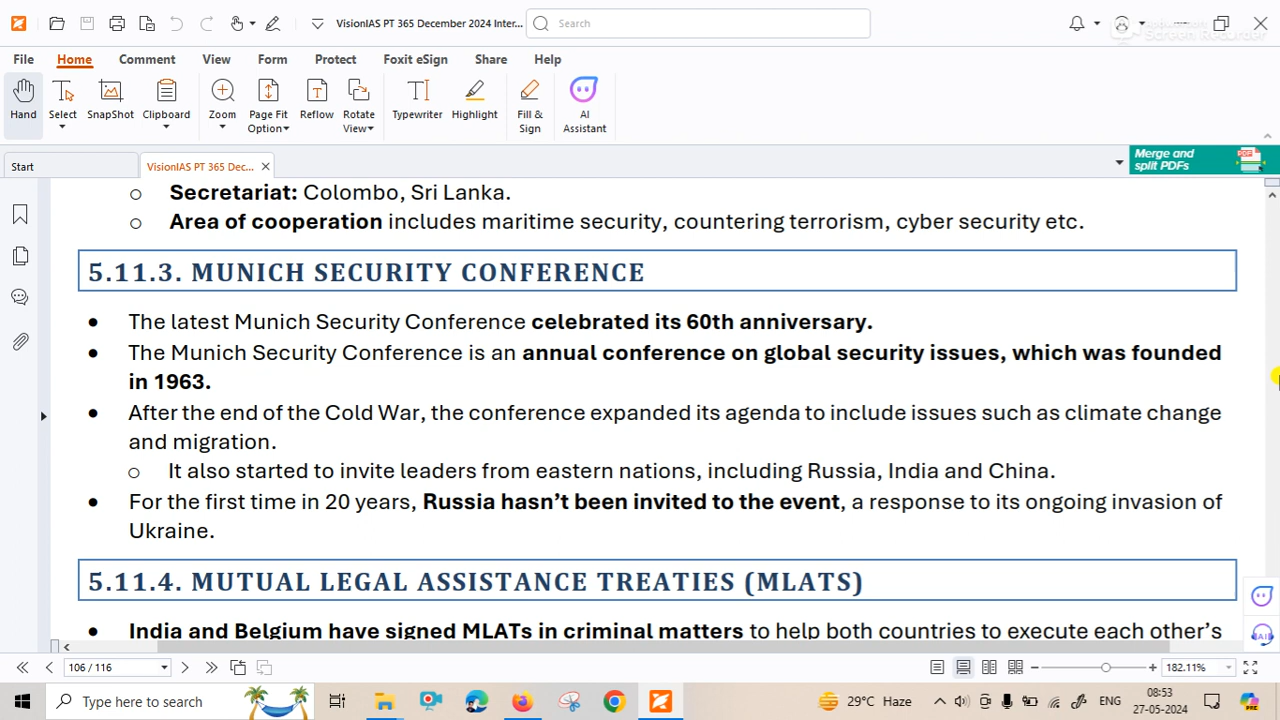 VisionIAS PT 365 December 2024 Inter...
Search
File
Home
Comment
View
Form
Protect
Foxit eSign
Share
Help
Hand
Select
SnapShot
Clipboard
Zoom
Page Fit
Option
Reflow
Rotate
View
Typewriter
Highlight
Fill &
Sign
AI
Assistant
Start
VisionIAS PT 365 Dec...
Merge and
split PDFs
○ Secretariat: Colombo, Sri Lanka.
○ Area of cooperation includes maritime security, countering terrorism, cyber security etc.
5.11.3. MUNICH SECURITY CONFERENCE
● The latest Munich Security Conference celebrated its 60th anniversary.
● The Munich Security Conference is an annual conference on global security issues, which was founded
in 1963.
● After the end of the Cold War, the conference expanded its agenda to include issues such as climate change
and migration.
○ It also started to invite leaders from eastern nations, including Russia, India and China.
● For the first time in 20 years, Russia hasn't been invited to the event, a response to its ongoing invasion of
Ukraine.
5.11.4. MUTUAL LEGAL ASSISTANCE TREATIES (MLATS)
● India and Belgium have signed MLATs in criminal matters to help both countries to execute each other's
106 / 116
182.11%
Type here to search
29°C Haze
ENG
08:53
27-05-2024